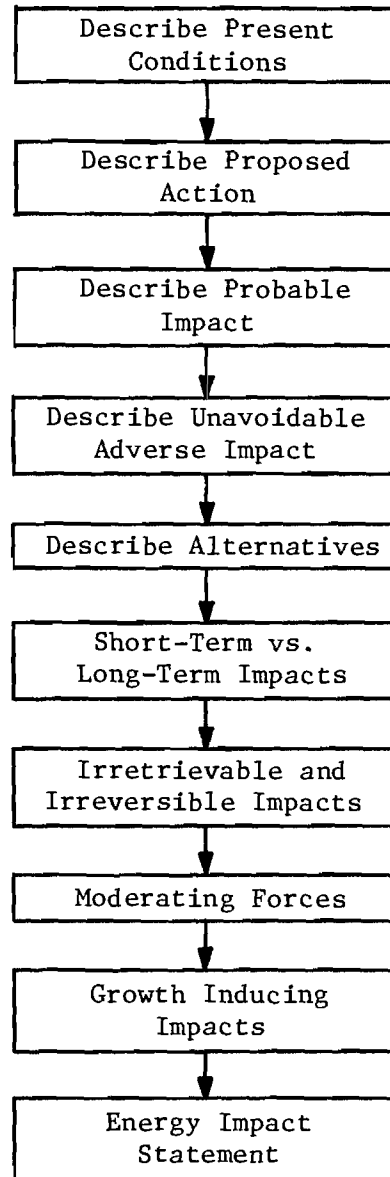 Describe Present
Conditions
Describe Proposed
Action
Describe Probable
Impact
Describe Unavoidable
Adverse Impact
Describe Alternatives
Short-Term vs.
Long-Term Impacts
Irretrievable and
Irreversible Impacts
Moderating Forces
Growth Inducing
Impacts
Energy Impact
Statement